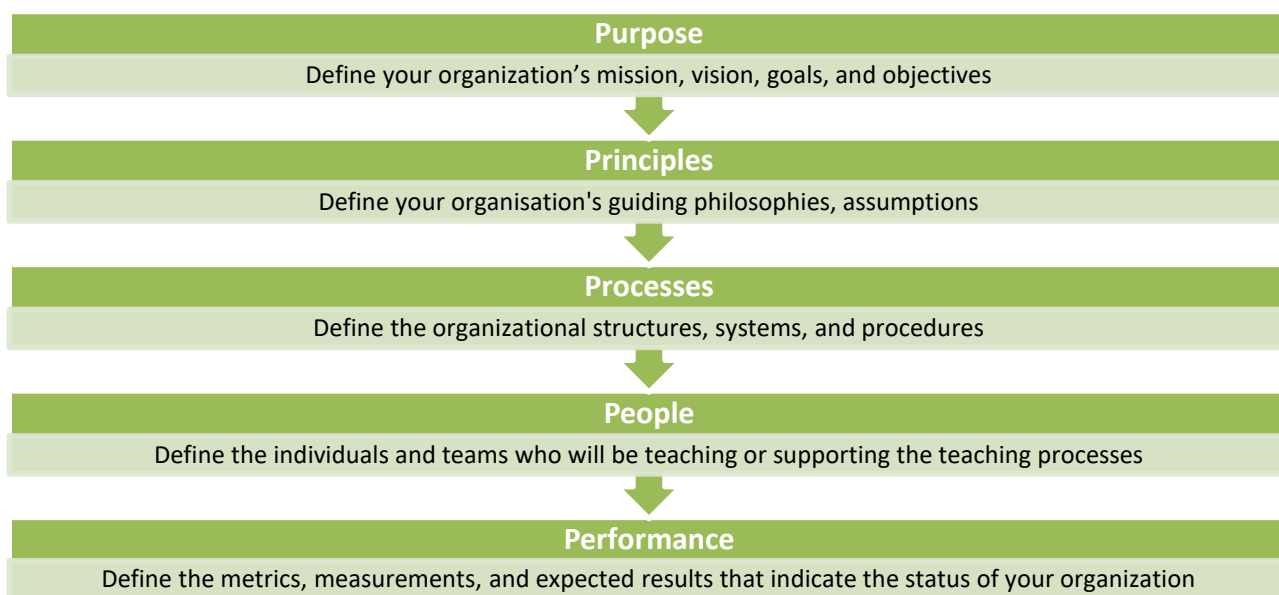 Purpose
Define your organization’s mission, vision, goals, and objectives
Principles
Define your organisation's guiding philosophies, assumptions
Processes
Define the organizational structures, systems, and procedures
People
Define the individuals and teams who will be teaching or supporting the teaching processes
Performance
Define the metrics, measurements, and expected results that indicate the status of your organization